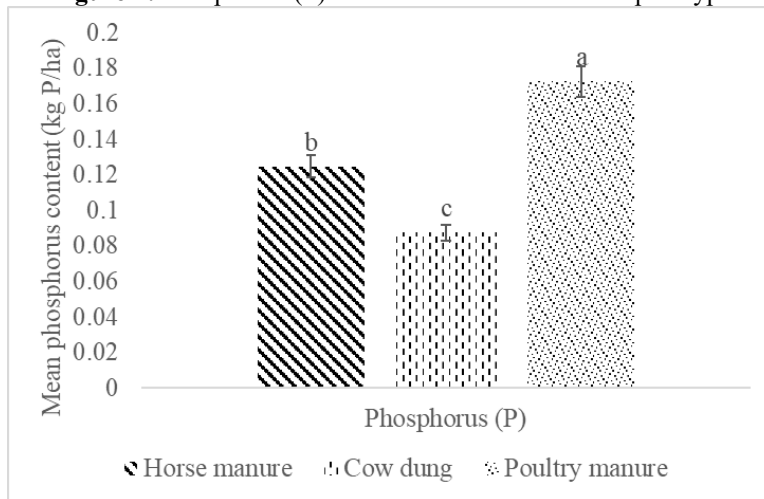 (P)
Mean phosphorus content (kg P/ha)
0.2
0.18
0.16
0.14
0.12
0.1
0.08
0.06
0.04
0.02
0
b
c
a
Phosphorus (P)
Horse manure Cow dung Poultry manure